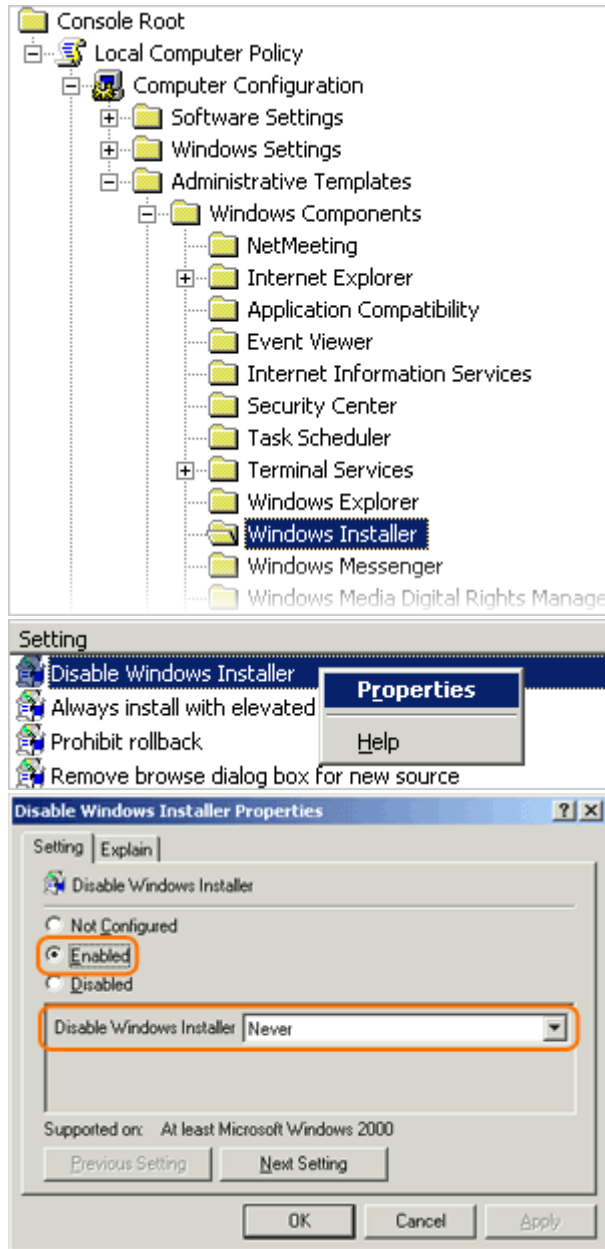 Console Root
Local Computer Policy
Computer Configuration
Software Settings
Windows Settings
Administrative Templates
Windows Components
NetMeeting
Internet Explorer
Application Compatibility
Event Viewer
Internet Information Services
Security Center
Task Scheduler
Terminal Services
Windows Explorer
Windows Installer
Windows Messenger
Windows Media Digital Rights Manage
Setting
Disable Windows Installer
Properties
Always install with elevated
Prohibit rollback
Help
Remove browse dialog box for new source
Disable Windows Installer Properties
Setting Explain
Disable Windows Installer
Not Configured
Enabled
Disabled
Disable Windows Installer Never
Supported on: At least Microsoft Windows 2000
Previous Setting Next Setting
OK Cancel Apply